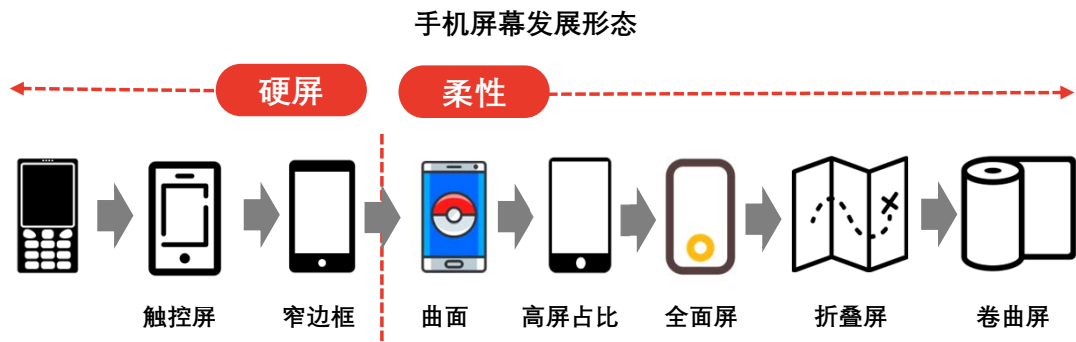 手机屏幕发展形态
硬屏
柔性
触控屏
窄边框
曲面
高屏占比
全面屏
折叠屏
卷曲屏